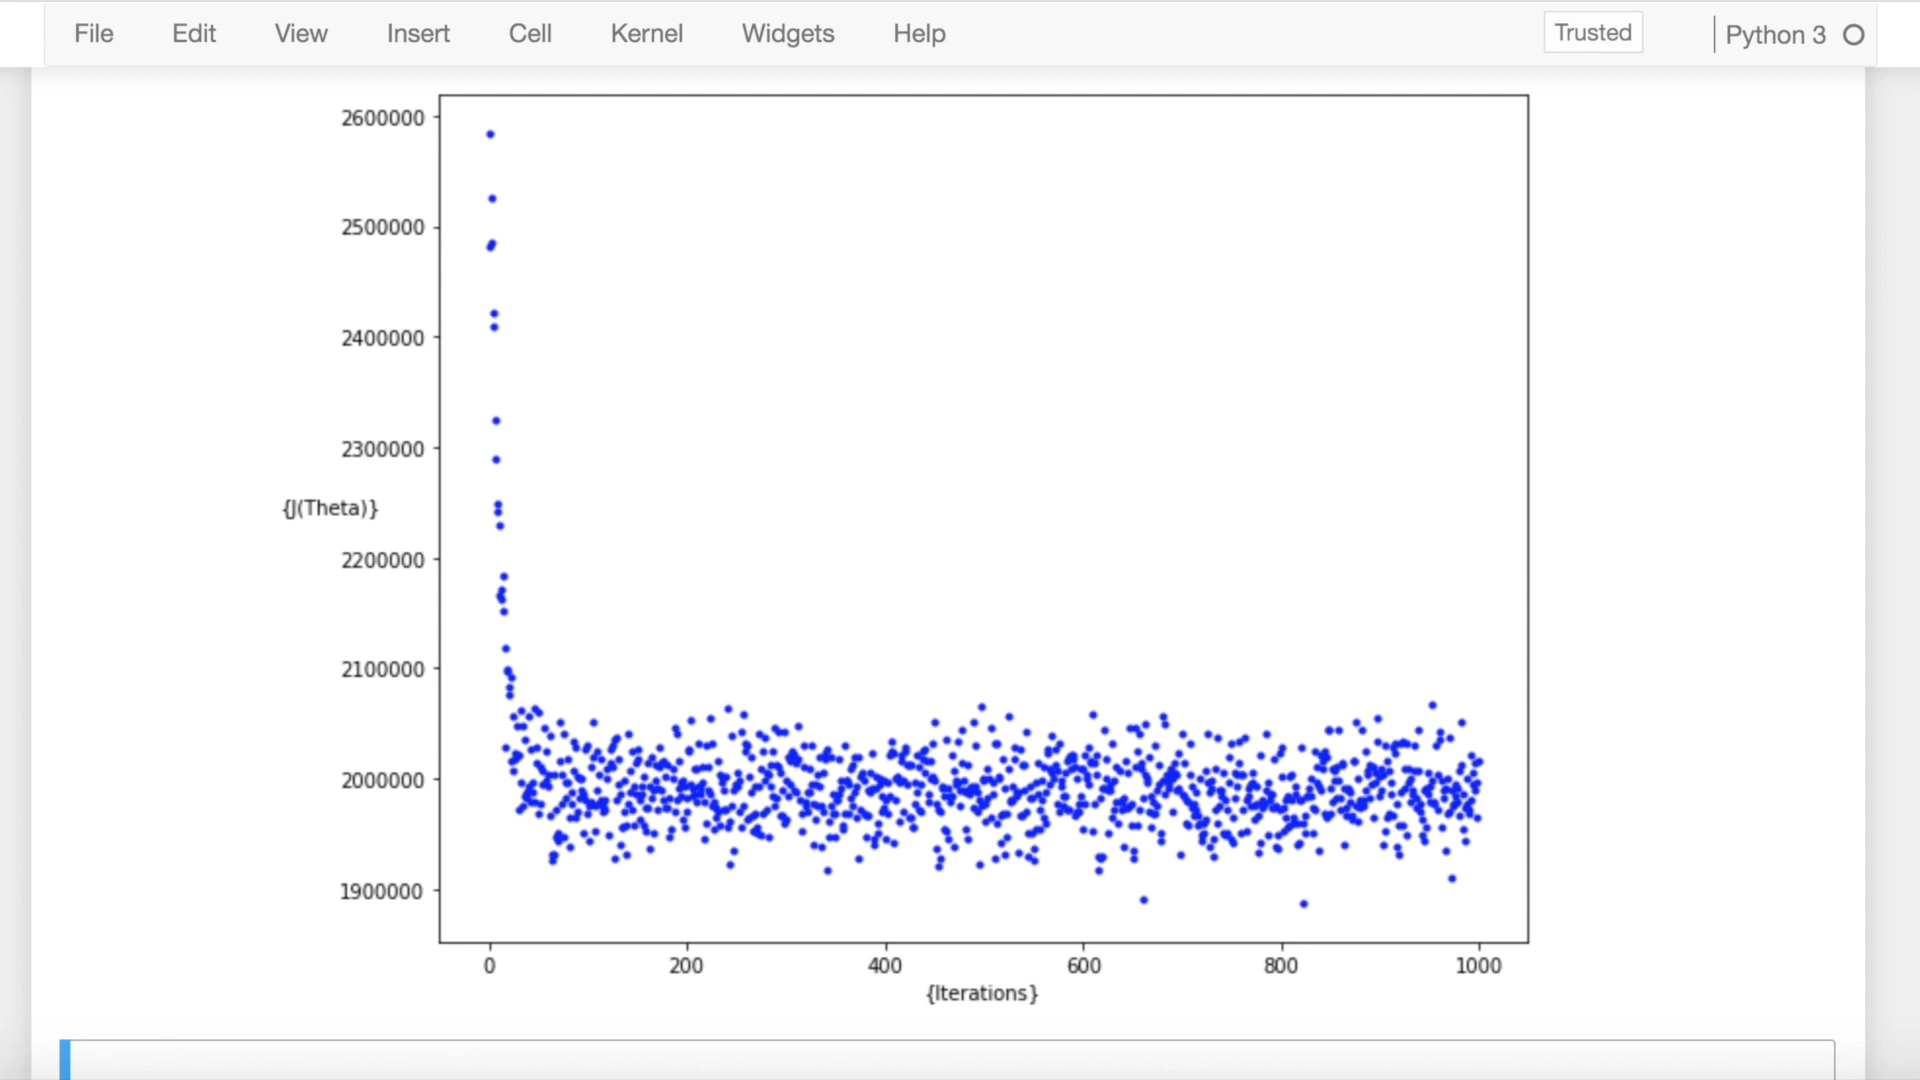 File Edit View Insert Cell Kernel Widgets Help Trusted Python 3
2600000
2500000
2400000
2300000
{J(Theta)}
2200000
2100000
2000000
1900000
0 200 400 600 800 1000
{Iterations}